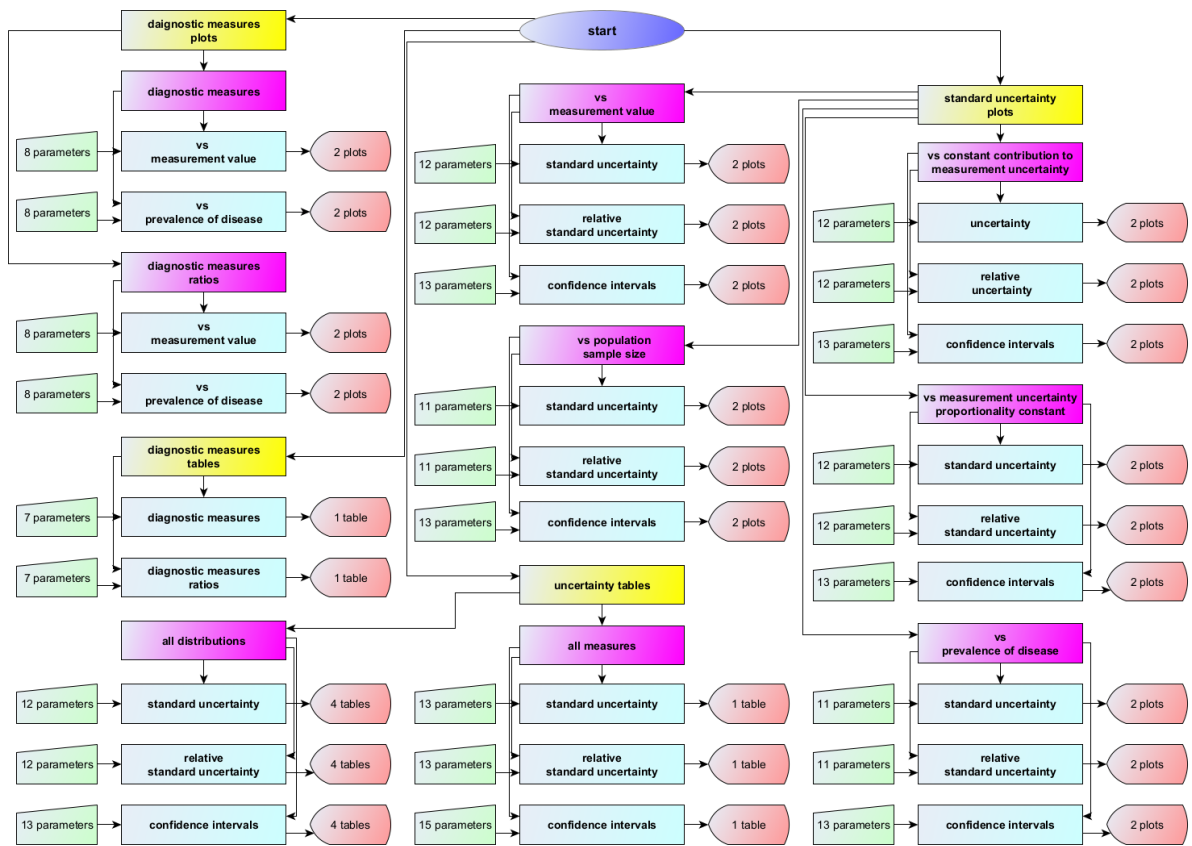 daignostic measures
plots
start
diagnostic measures
8 parameters
vs
measurement value
2 plots
8 parameters
vs
prevalence of disease
2 plots
diagnostic measures
ratios
8 parameters
vs
measurement value
2 plots
8 parameters
vs
prevalence of disease
2 plots
diagnostic measures
tables
7 parameters
diagnostic measures
1 table
7 parameters
diagnostic measures
ratios
1 table
all distributions
12 parameters
standard uncertainty
4 tables
12 parameters
relative
standard uncertainty
4 tables
13 parameters
confidence intervals
4 tables
vs
measurement value
12 parameters
standard uncertainty
2 plots
12 parameters
relative
standard uncertainty
2 plots
13 parameters
confidence intervals
2 plots
vs population
sample size
11 parameters
standard uncertainty
2 plots
11 parameters
relative
standard uncertainty
2 plots
13 parameters
confidence intervals
2 plots
uncertainty tables
all measures
13 parameters
standard uncertainty
1 table
13 parameters
relative
standard uncertainty
1 table
15 parameters
confidence intervals
1 table
standard uncertainty
plots
vs constant contribution to
measurement uncertainty
12 parameters
uncertainty
2 plots
12 parameters
relative
uncertainty
2 plots
13 parameters
confidence intervals
2 plots
vs measurement uncertainty
proportionality constant
12 parameters
standard uncertainty
2 plots
12 parameters
relative
standard uncertainty
2 plots
13 parameters
confidence intervals
2 plots
vs
prevalence of disease
11 parameters
standard uncertainty
2 plots
11 parameters
relative
standard uncertainty
2 plots
13 parameters
confidence intervals
2 plots